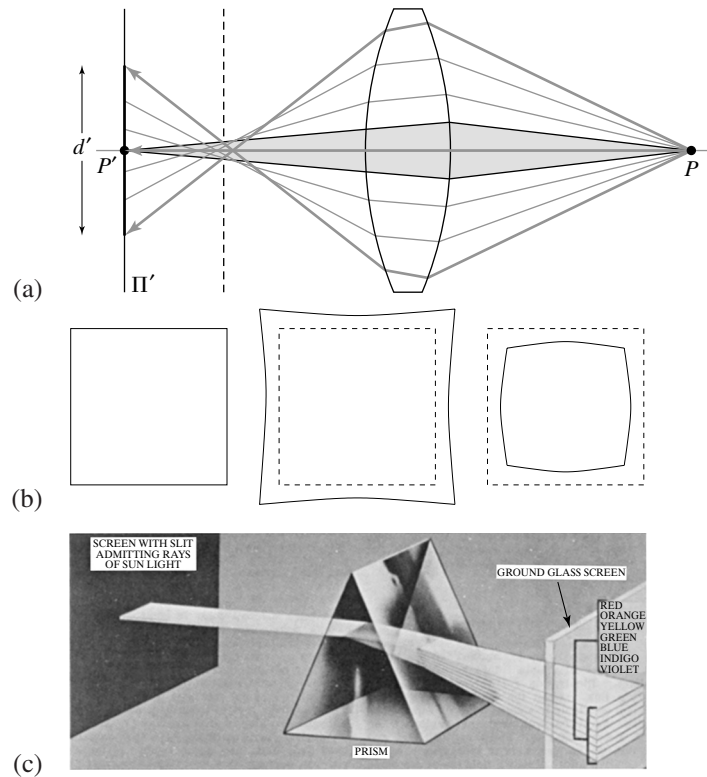 d′
P′
P
Π′
(a)
(b)
SCREEN WITH SLIT
ADMITTING RAYS
OF SUN LIGHT
GROUND GLASS SCREEN
RED
ORANGE
YELLOW
GREEN
BLUE
INDIGO
VIOLET
PRISM
(c)